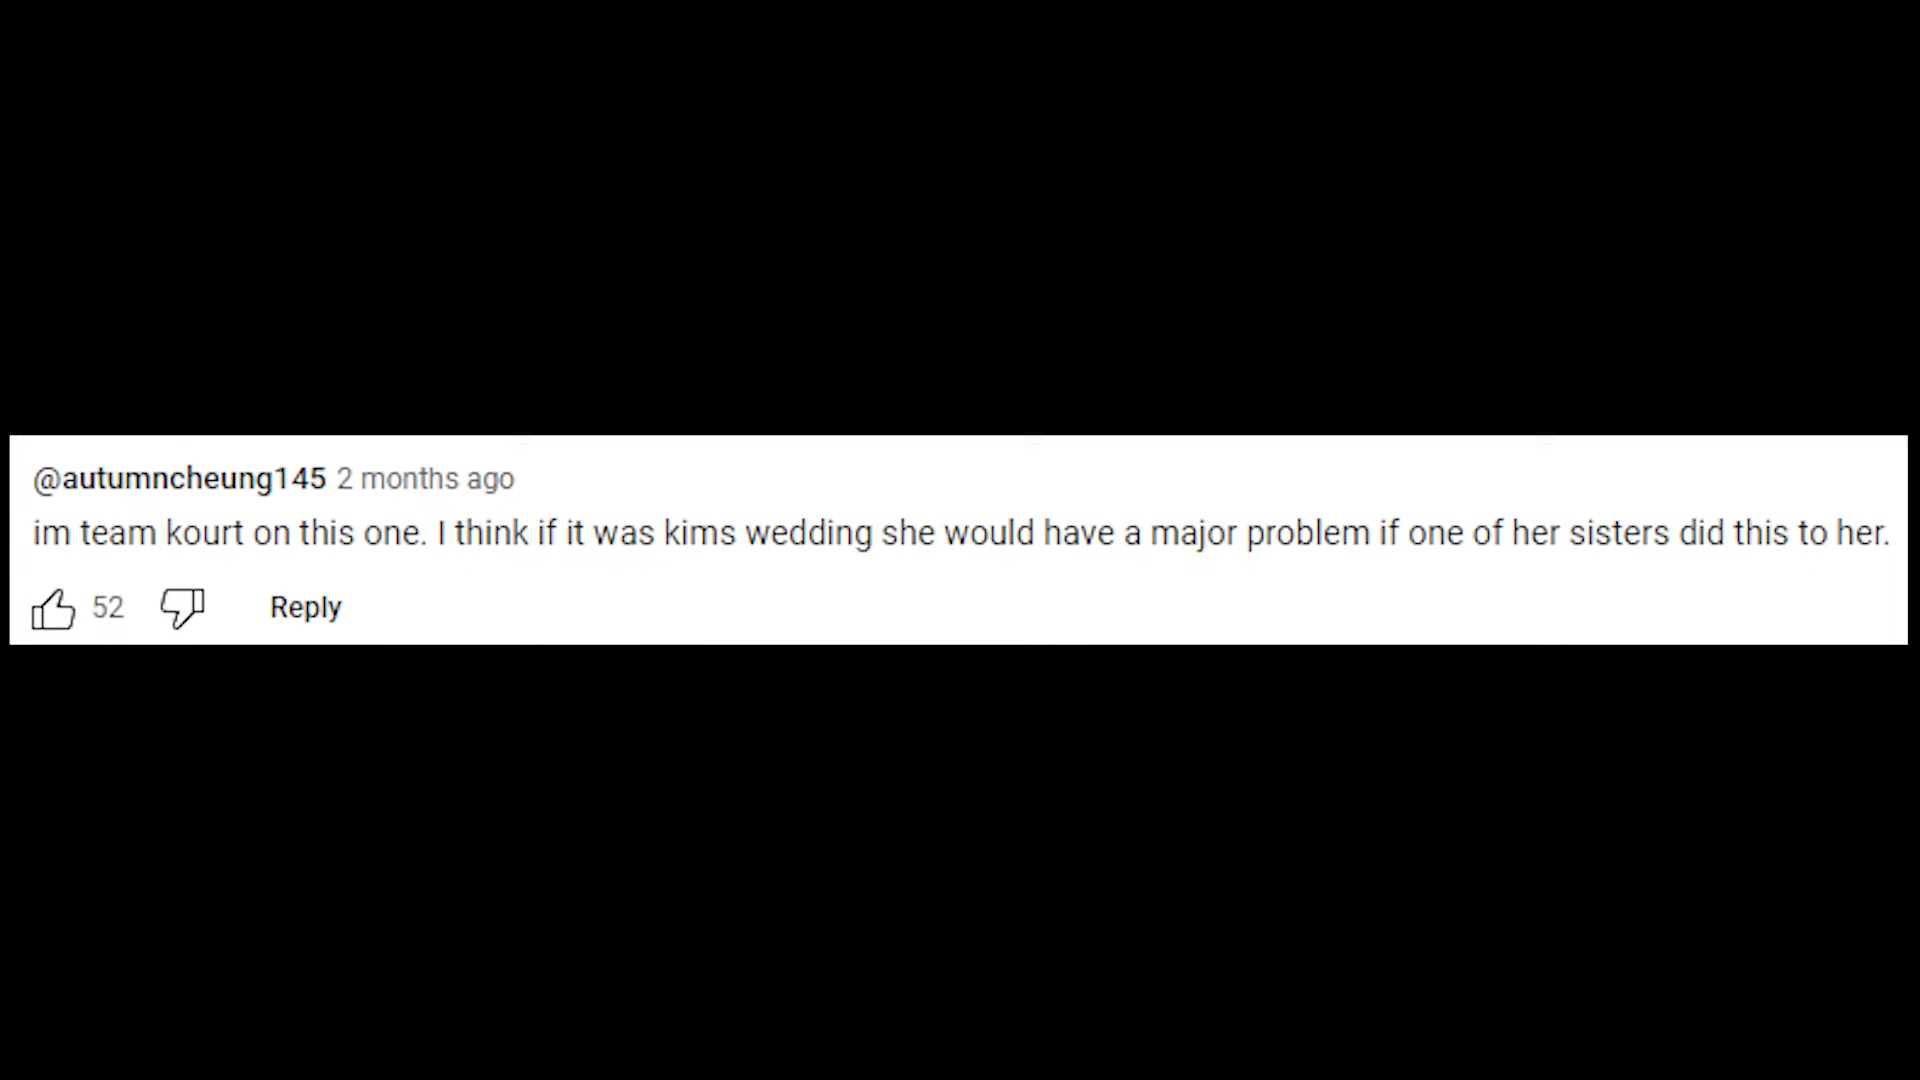 @autumncheung145 2 months ago
im team kourt on this one. I think if it was kims wedding she would have a major problem if one of her sisters did this to her.
52 Reply